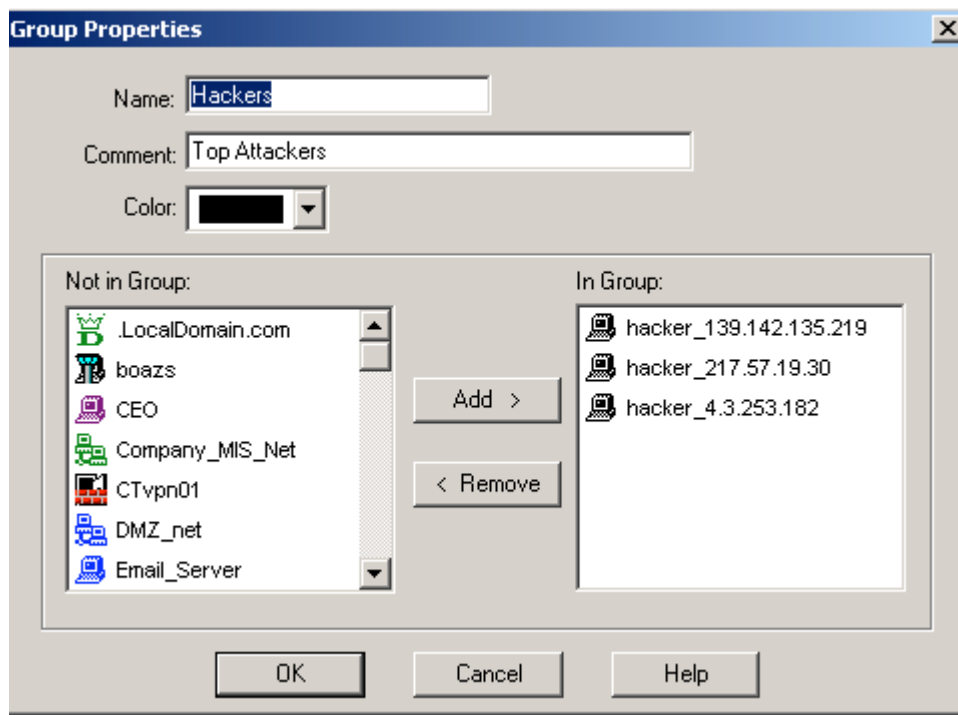 Group Properties
Name: Hackers
Comment: Top Attackers
Color:
Not in Group:
.LocalDomain.com
boazs
CEO
Company_MIS_Net
CTvpn01
DMZ_net
Email_Server
Add >
< Remove
In Group:
hacker_139.142.135.219
hacker_217.57.19.30
hacker_4.3.253.182
OK
Cancel
Help